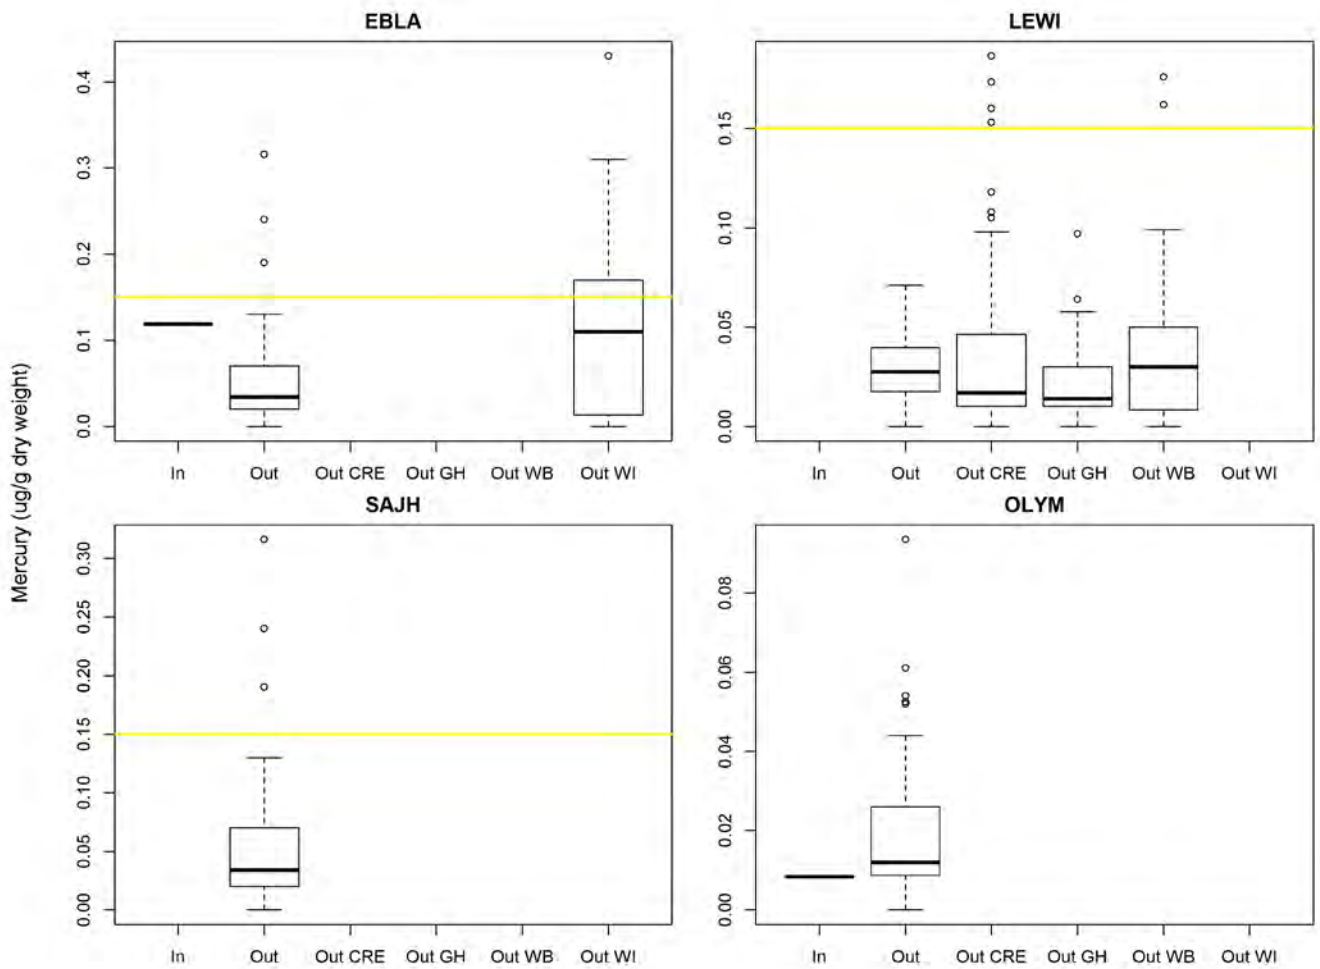 EBLA
LEWI
Mercury (ug/g dry weight)
0.0 0.1 0.2 0.3 0.4
In Out Out CRE Out GH Out WB Out WI
0.00 0.05 0.10 0.15
In Out Out CRE Out GH Out WB Out WI
SAJH
OLYM
0.00 0.05 0.10 0.15 0.20 0.25 0.30
In Out Out CRE Out GH Out WB Out WI
0.00 0.02 0.04 0.06 0.08
In Out Out CRE Out GH Out WB Out WI